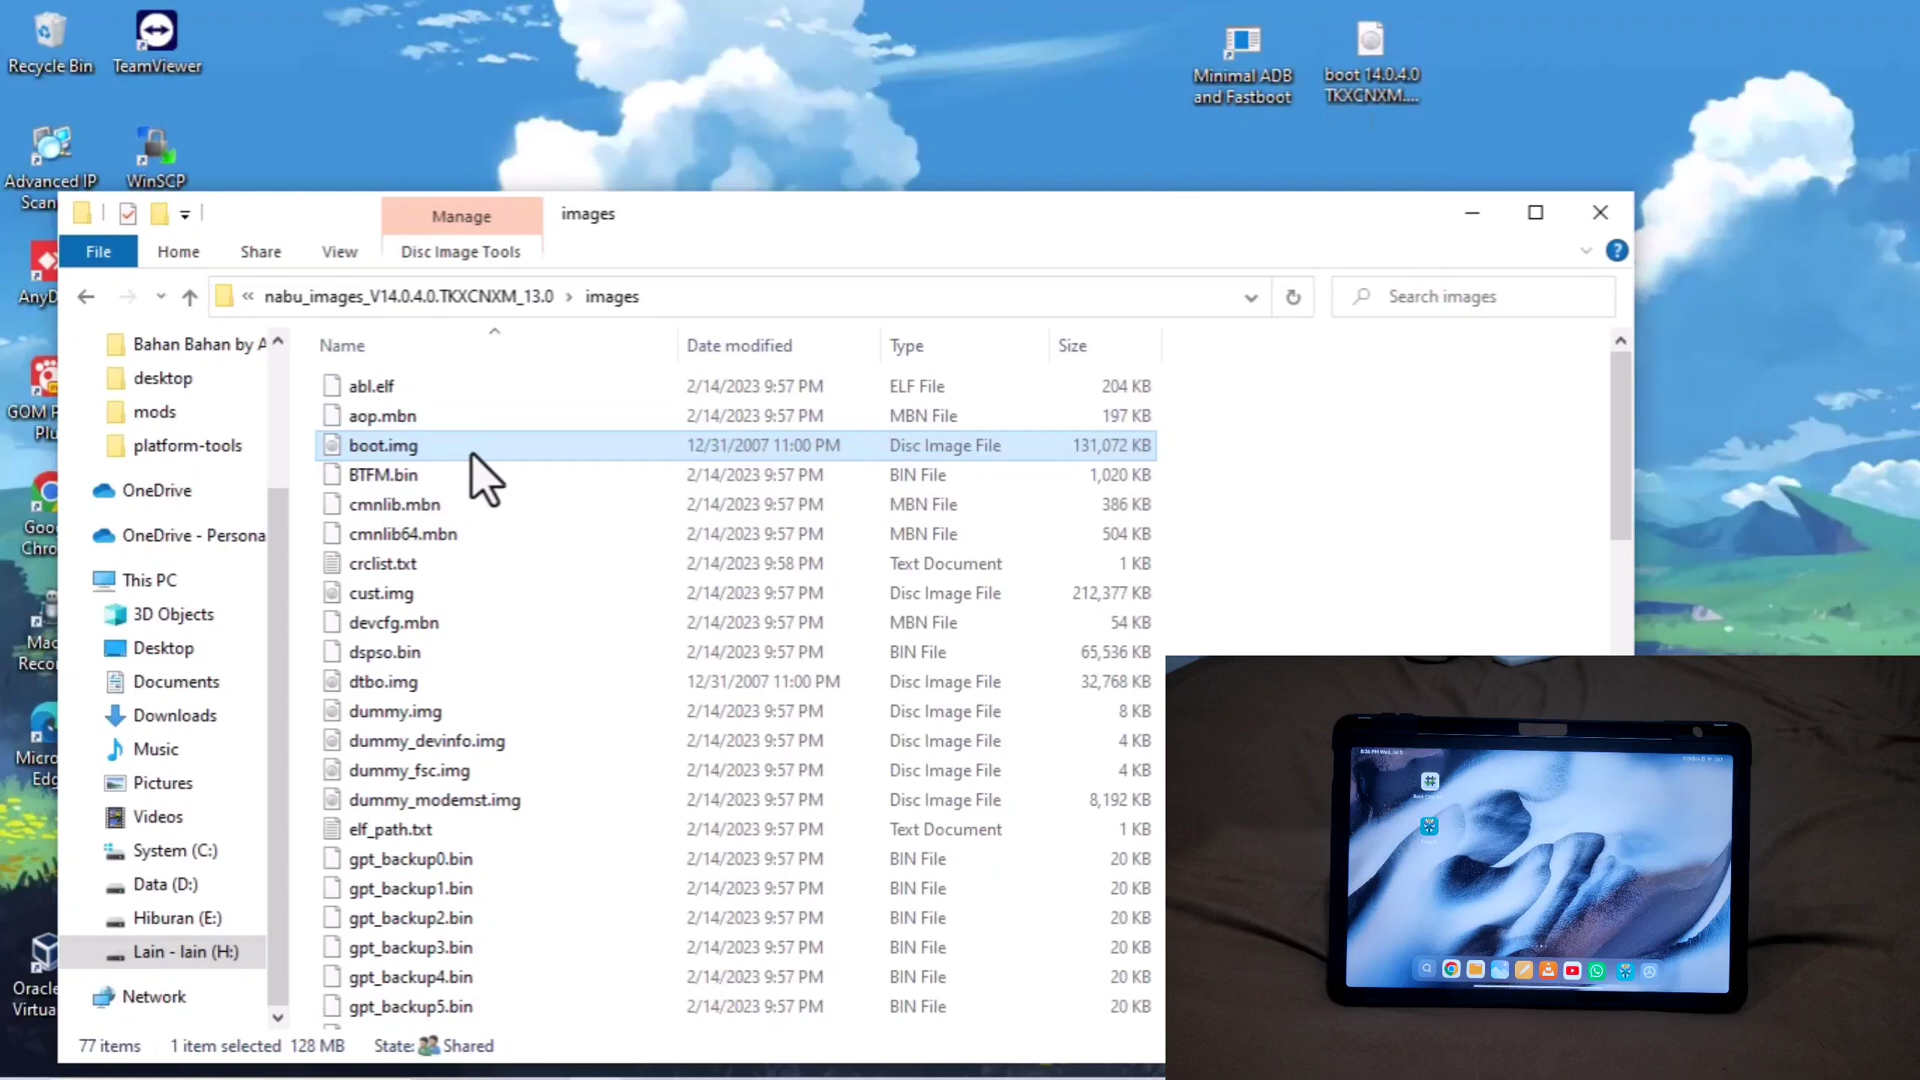 Recycle Bin
TeamViewer
Minimal ADB
and Fastboot
boot 14.0.4.0
TKXCNXM....
Advanced IP
Scan
WinSCP
AnyD
GOM P
Plu
Goo
Chro
Mac
Reco
Micro
Edg
Oracle
Virtua
Manage
images
File
Home
Share
View
Disc Image Tools
« nabu_images_V14.0.4.0.TKXCNXM_13.0 › images
Search images
Bahan Bahan by A
desktop
mods
platform-tools
OneDrive
OneDrive - Persona
This PC
3D Objects
Desktop
Documents
Downloads
Music
Pictures
Videos
System (C:)
Data (D:)
Hiburan (E:)
Lain - lain (H:)
Network
Name Date modified Type Size
abl.elf 2/14/2023 9:57 PM ELF File 204 KB
aop.mbn 2/14/2023 9:57 PM MBN File 197 KB
boot.img 12/31/2007 11:00 PM Disc Image File 131,072 KB
BTFM.bin 2/14/2023 9:57 PM BIN File 1,020 KB
cmnlib.mbn 2/14/2023 9:57 PM MBN File 386 KB
cmnlib64.mbn 2/14/2023 9:57 PM MBN File 504 KB
crclist.txt 2/14/2023 9:58 PM Text Document 1 KB
cust.img 2/14/2023 9:57 PM Disc Image File 212,377 KB
devcfg.mbn 2/14/2023 9:57 PM MBN File 54 KB
dspso.bin 2/14/2023 9:57 PM BIN File 65,536 KB
dtbo.img 12/31/2007 11:00 PM Disc Image File 32,768 KB
dummy.img 2/14/2023 9:57 PM Disc Image File 8 KB
dummy_devinfo.img 2/14/2023 9:57 PM Disc Image File 4 KB
dummy_fsc.img 2/14/2023 9:57 PM Disc Image File 4 KB
dummy_modemst.img 2/14/2023 9:57 PM Disc Image File 8,192 KB
elf_path.txt 2/14/2023 9:57 PM Text Document 1 KB
gpt_backup0.bin 2/14/2023 9:57 PM BIN File 20 KB
gpt_backup1.bin 2/14/2023 9:57 PM BIN File 20 KB
gpt_backup2.bin 2/14/2023 9:57 PM BIN File 20 KB
gpt_backup3.bin 2/14/2023 9:57 PM BIN File 20 KB
gpt_backup4.bin 2/14/2023 9:57 PM BIN File 20 KB
gpt_backup5.bin 2/14/2023 9:57 PM BIN File 20 KB
77 items 1 item selected 128 MB State: Shared